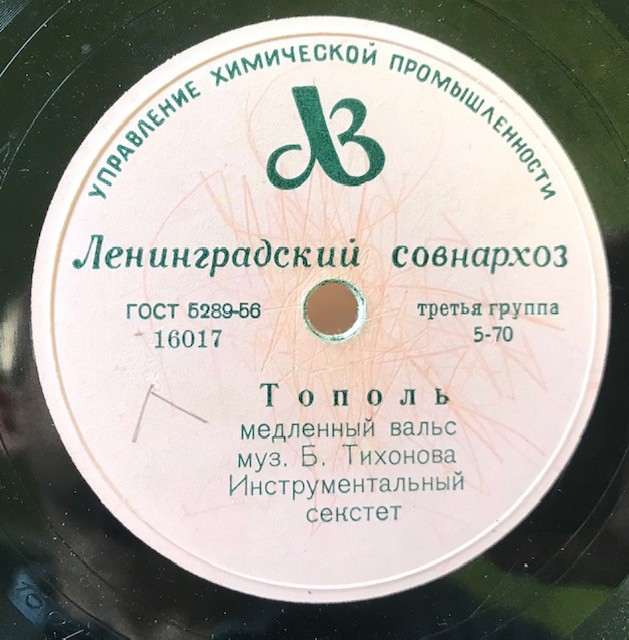 УПРАВЛЕНИЕ ХИМИЧЕСКОЙ ПРОМЫШЛЕННОСТИ
ЛЗ
Ленинградский совнархоз
ГОСТ 5289-56
16017
третья группа
5-70
Тополь
медленный вальс
муз. Б. Тихонова
Инструментальный
секстет